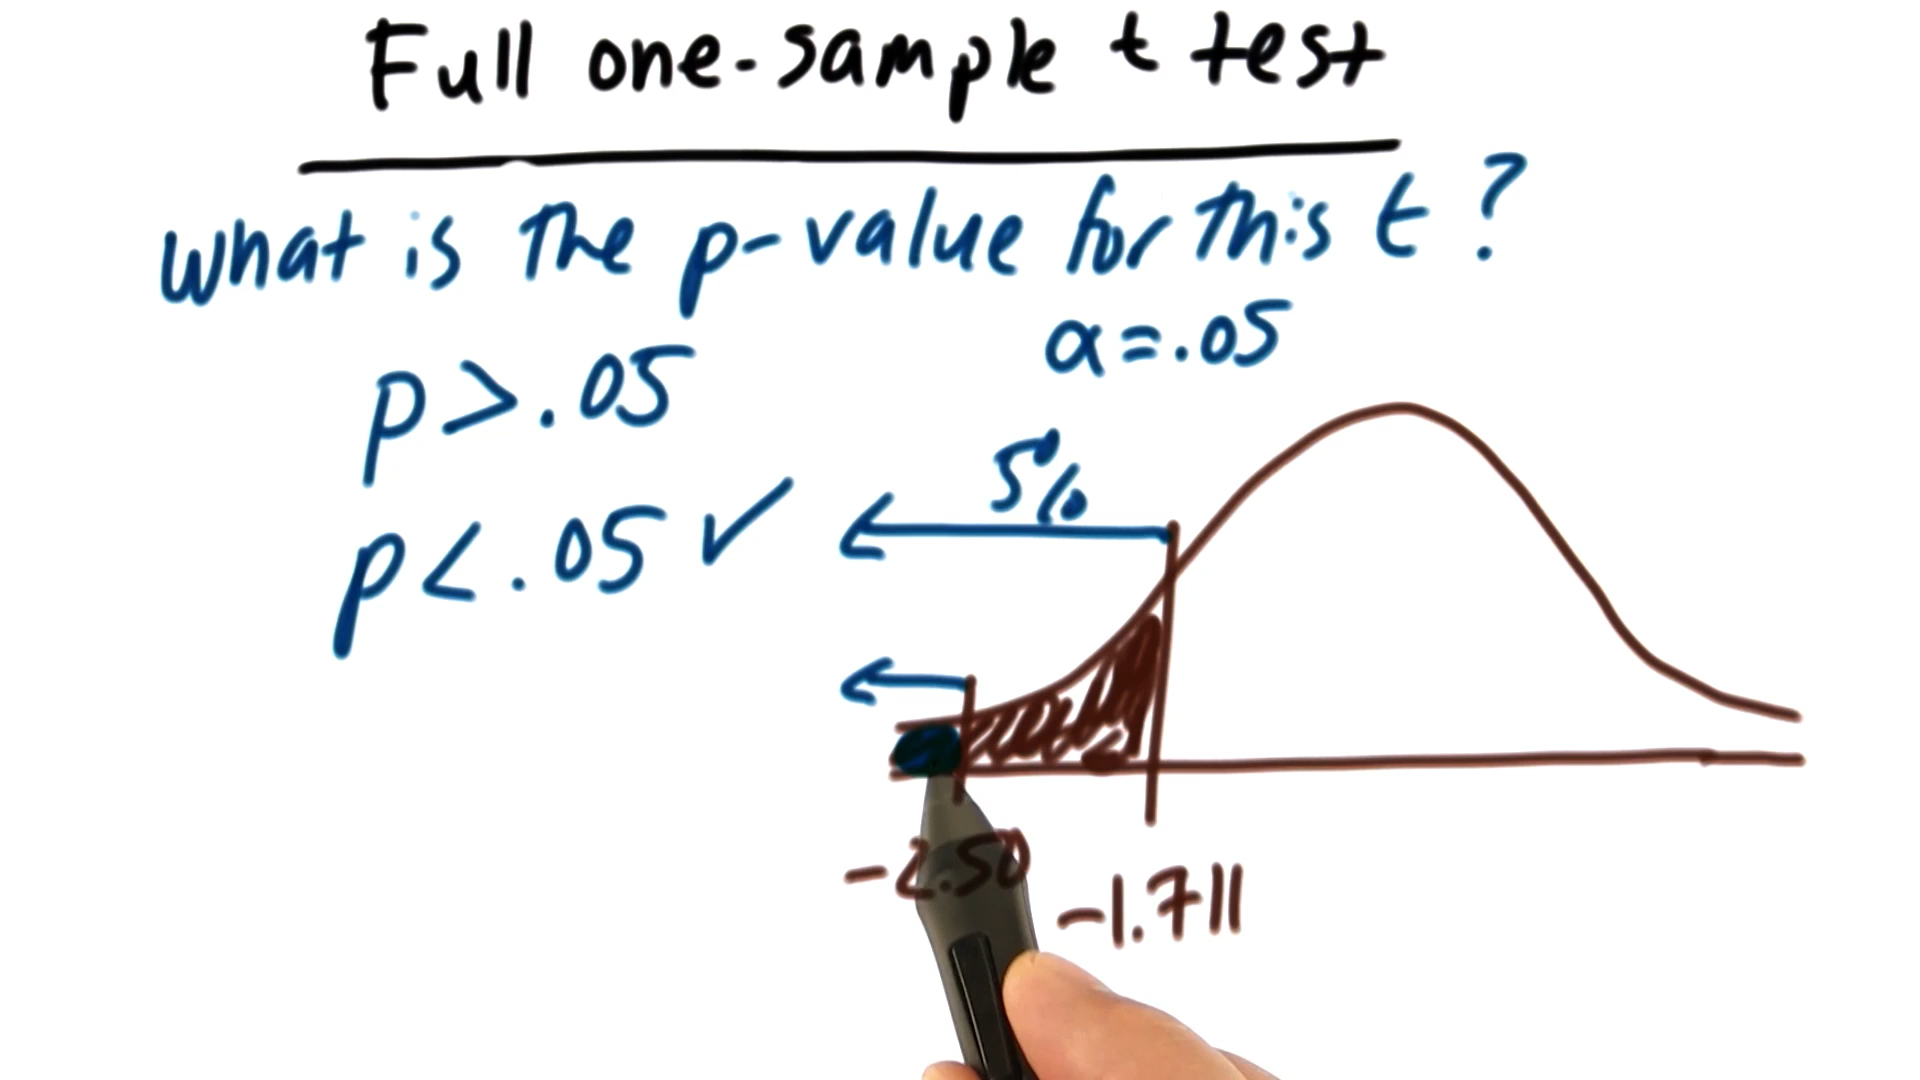 Full one-sample t test
What is the p-value for this t?
α=.05
p>.05
5%
p<.05 ✓
-2.50
-1.711